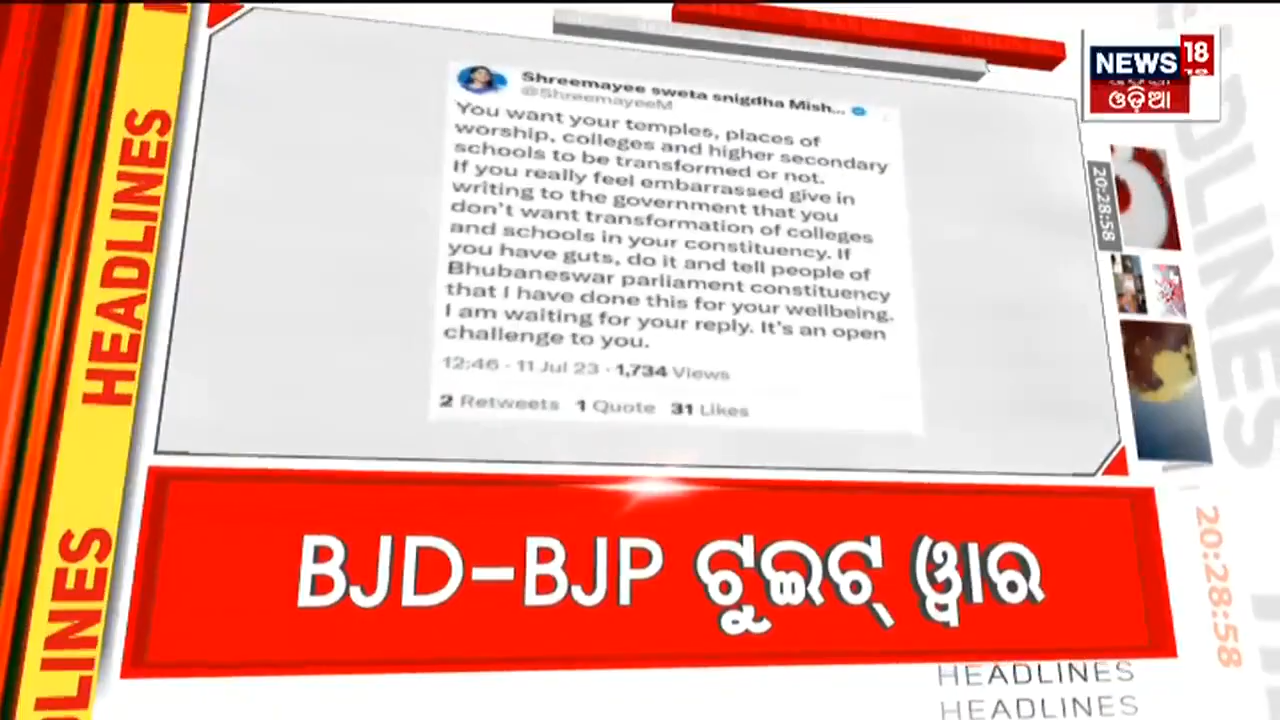 HEADLINES
HEADLINES
NEWS 18
ଓଡ଼ିଆ
20:28:58
Shreemayee sweta snigdha Mish...
@ShreemayeeM
You want your temples, places of
worship, colleges and higher secondary
schools to be transformed or not.
If you really feel embarrassed give in
writing to the government that you
don't want transformation of colleges
and schools in your constituency. If
you have guts, do it and tell people of
Bhubaneswar parliament constituency
that I have done this for your wellbeing.
I am waiting for your reply. It's an open
challenge to you.
12:46 · 11 Jul 23 · 1,734 Views
2 Retweets 1 Quote 31 Likes
BJD-BJP ଟୁଇଟ୍ ୱାର
20:28:58
HEADLINES
HEADLINES